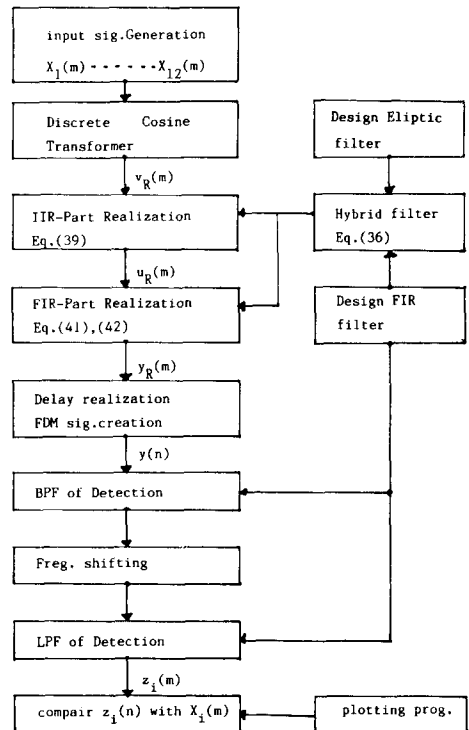 input sig.Generation
X1(m) ------ X12(m)
Discrete Cosine
Transformer
vR(m)
IIR-Part Realization
Eq.(39)
uR(m)
FIR-Part Realization
Eq.(41),(42)
yR(m)
Delay realization
FDM sig.creation
y(n)
BPF of Detection
Freg. shifting
LPF of Detection
zi(m)
compair zi(n) with Xi(m)
Design Eliptic
filter
Hybrid filter
Eq.(36)
Design FIR
filter
plotting prog.